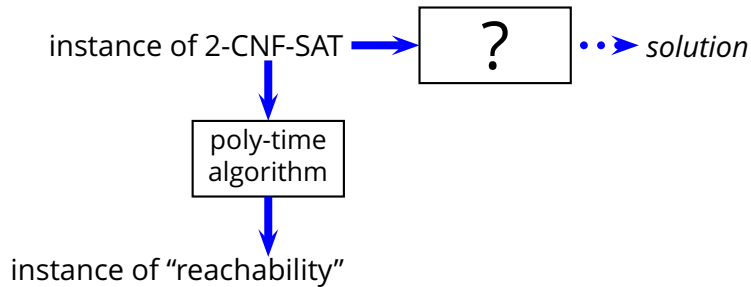 instance of 2-CNF-SAT
?
solution
poly-time
algorithm
instance of “reachability”